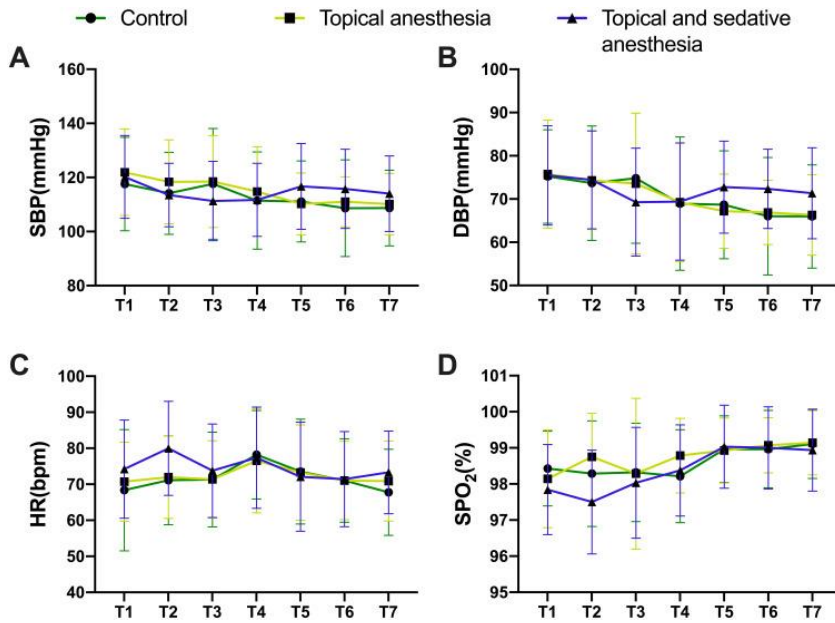 Control
Topical anesthesia
Topical and sedative
anesthesia
A
160
140
120
100
80
SBP(mmHg)
T1 T2 T3 T4 T5 T6 T7
B
100
90
80
70
60
50
DBP(mmHg)
T1 T2 T3 T4 T5 T6 T7
C
100
90
80
70
60
50
40
HR(bpm)
T1 T2 T3 T4 T5 T6 T7
D
101
100
99
98
97
96
95
SPO₂(%)
T1 T2 T3 T4 T5 T6 T7